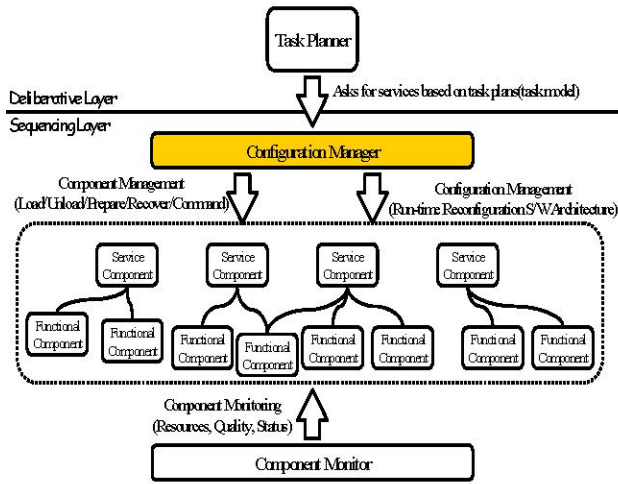 Task Planner
Asks for services based on task plans(task model)
Deliberative Layer
Sequencing Layer
Configuration Manager
Component Management
(Load/Unload/Prepare/Recover/Command)
Configuration Management
(Run-time Reconfiguration S/W Architecture)
Service
Component
Service
Component
Service
Component
Service
Component
Functional
Component
Functional
Component
Functional
Component
Functional
Component
Functional
Component
Functional
Component
Functional
Component
Functional
Component
Component Monitoring
(Resources, Quality, Status)
Component Monitor